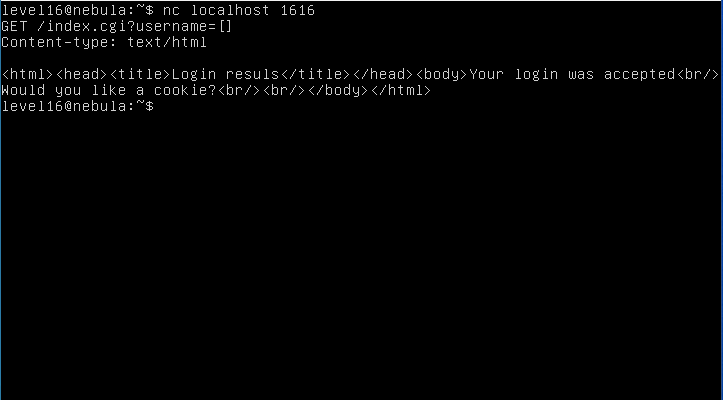 level16@nebula:~$ nc localhost 1616
GET /index.cgi?username=[]
Content-type: text/html

<html><head><title>Login resuls</title></head><body>Your login was accepted<br/>
Would you like a cookie?<br/><br/></body></html>
level16@nebula:~$